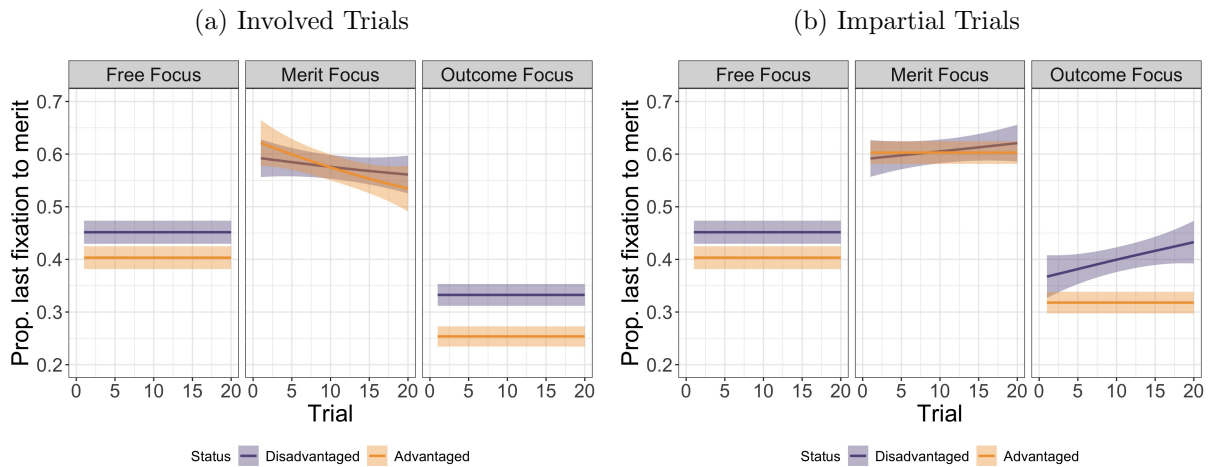 (a) Involved Trials
Free Focus Merit Focus Outcome Focus
Prop. last fixation to merit
0.7
0.6
0.5
0.4
0.3
0.2
0 5 10 15 20 0 5 10 15 20 0 5 10 15 20
Trial
Status Disadvantaged Advantaged
(b) Impartial Trials
Free Focus Merit Focus Outcome Focus
Prop. last fixation to merit
0.7
0.6
0.5
0.4
0.3
0.2
0 5 10 15 20 0 5 10 15 20 0 5 10 15 20
Trial
Status Disadvantaged Advantaged